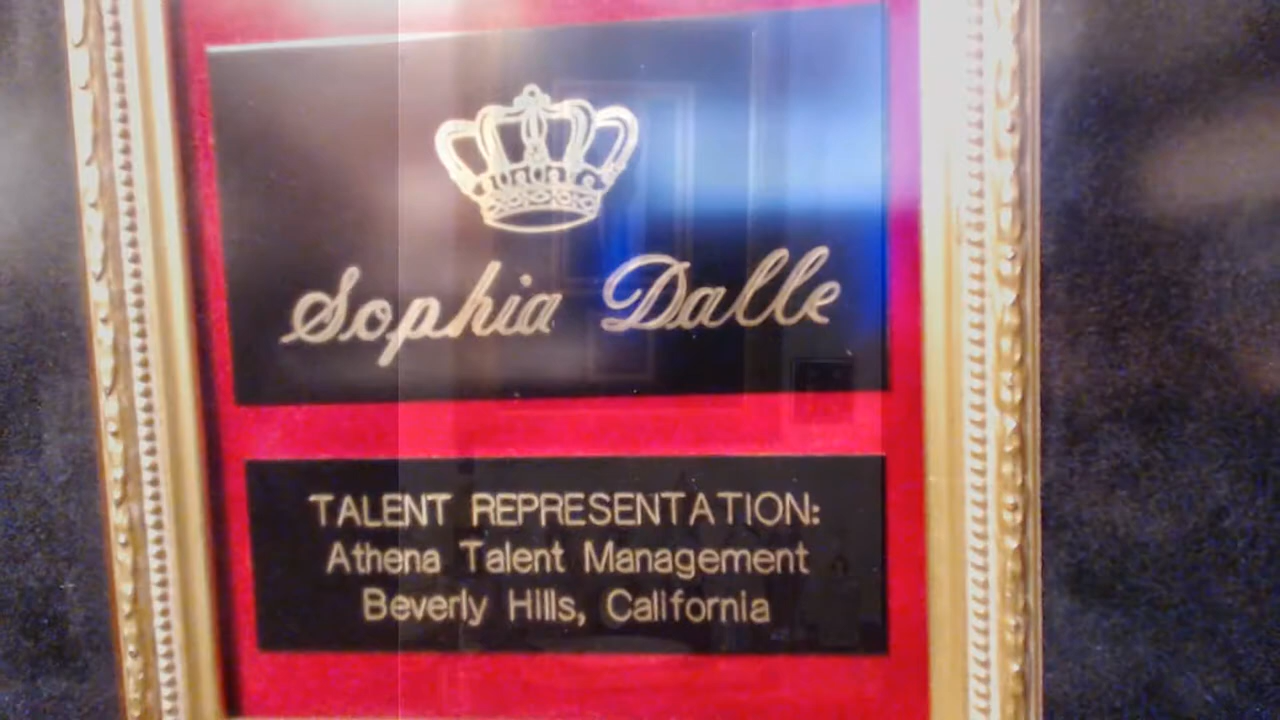 Sophia Dalle
TALENT REPRESENTATION:
Athena Talent Management
Beverly Hills, California